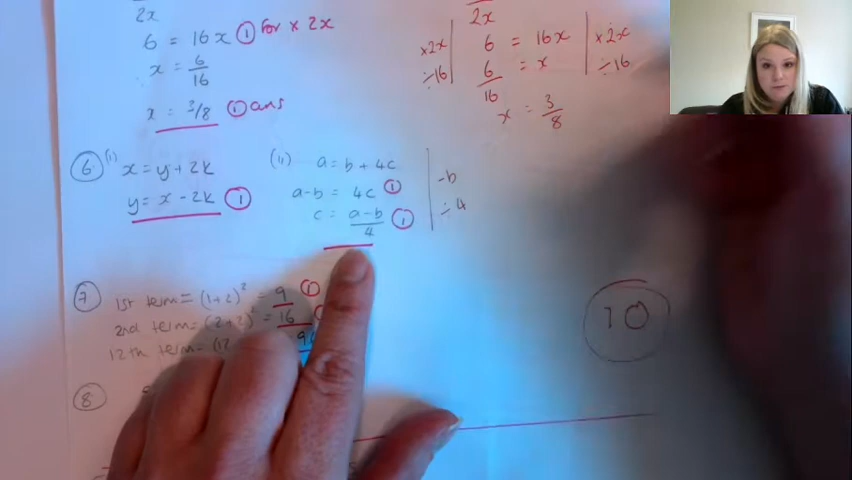 2x
6 = 16x ① for × 2x
x = 6/16
x = 3/8 ① ans
2x
×2x 6 = 16x ×2x
÷16 6/16 = x ÷16
x = 3/8
⑥ (i) x = y + 2k
y = x - 2k ①
(ii) a = b + 4c -b
a-b = 4c ① ÷4
c = a-b/4 ①
⑦ 1st term = (1+2)² = 9 ①
2nd term = (2+2)² = 16
12th term = (12
⑧
10